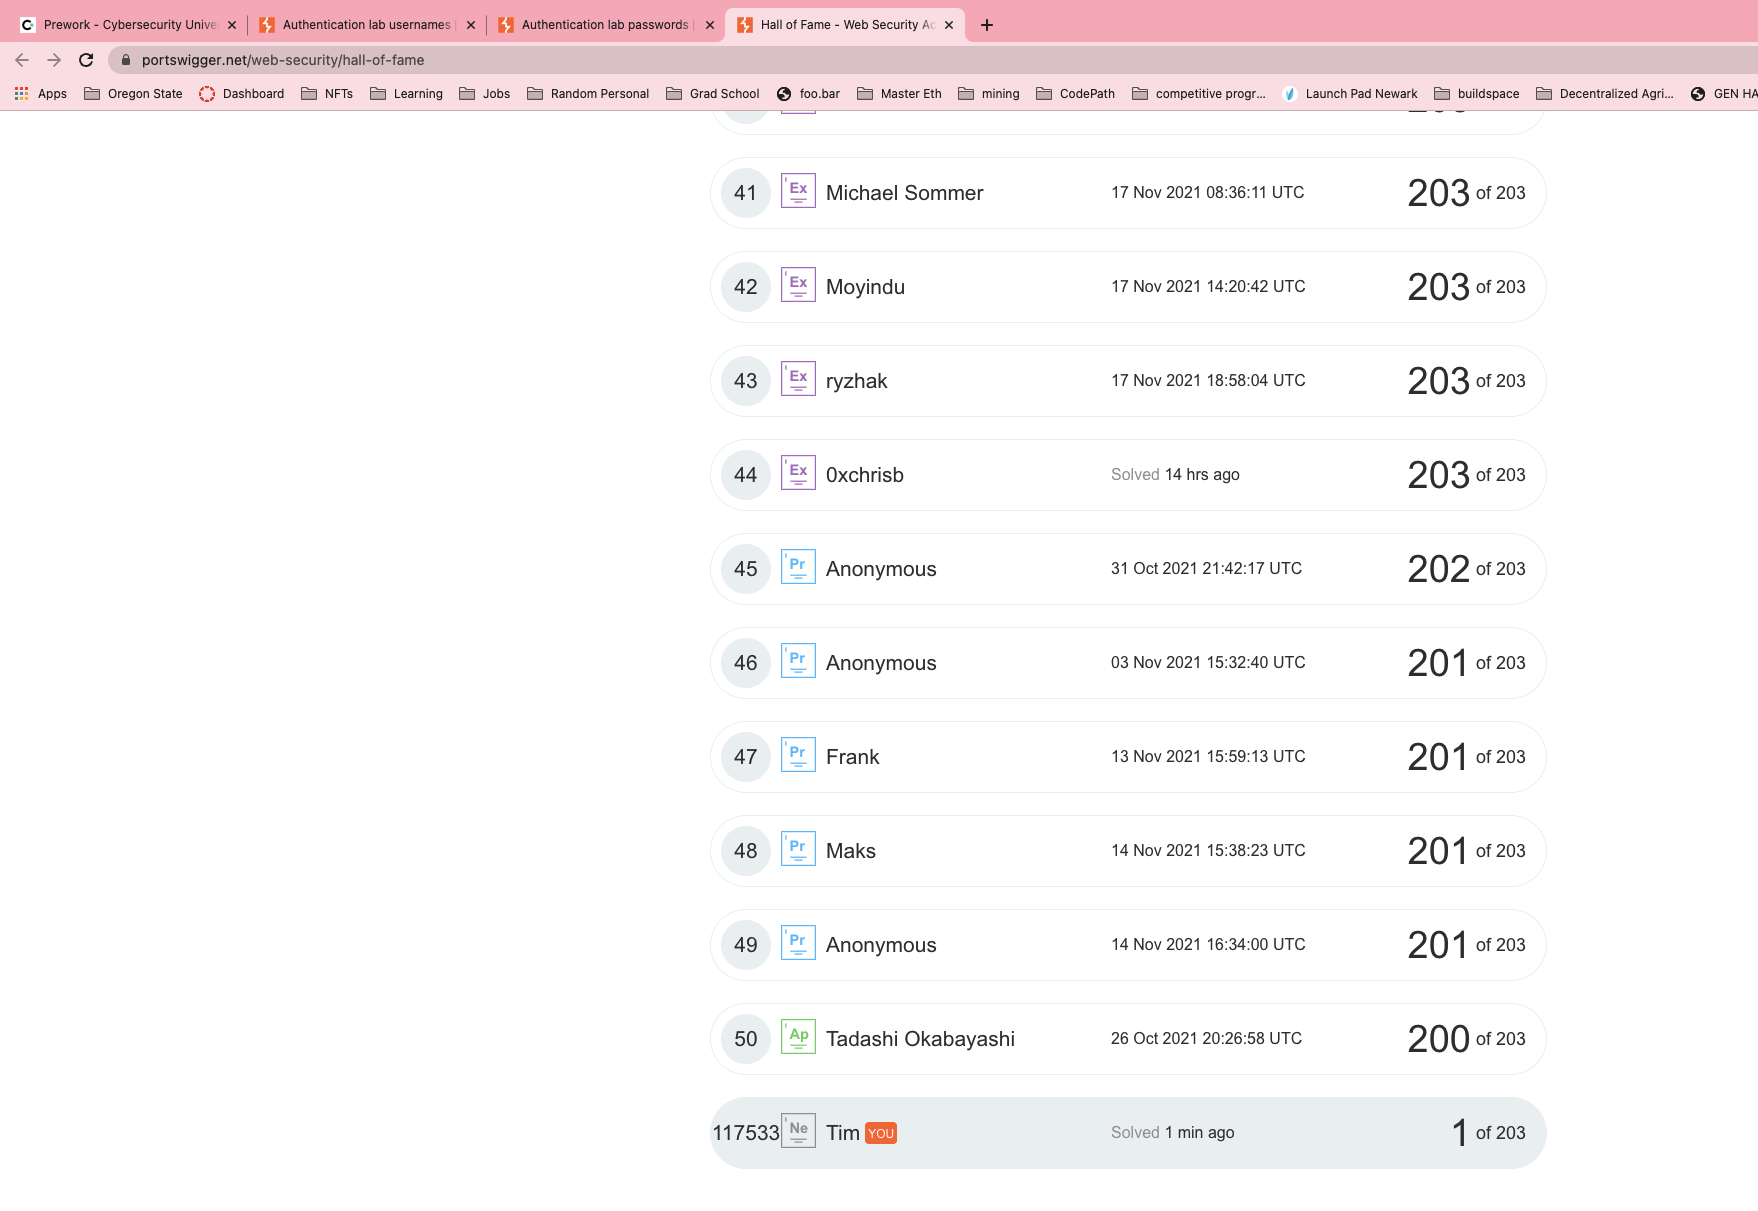 Prework - Cybersecurity Unive
Authentication lab usernames |
Authentication lab passwords |
Hall of Fame - Web Security Ac
portswigger.net/web-security/hall-of-fame
Apps Oregon State Dashboard NFTs Learning Jobs Random Personal Grad School foo.bar Master Eth mining CodePath competitive progr... Launch Pad Newark buildspace Decentralized Agri... GEN HA
41 Ex Michael Sommer 17 Nov 2021 08:36:11 UTC 203 of 203
42 Ex Moyindu 17 Nov 2021 14:20:42 UTC 203 of 203
43 Ex ryzhak 17 Nov 2021 18:58:04 UTC 203 of 203
44 Ex 0xchrisb Solved 14 hrs ago 203 of 203
45 Pr Anonymous 31 Oct 2021 21:42:17 UTC 202 of 203
46 Pr Anonymous 03 Nov 2021 15:32:40 UTC 201 of 203
47 Pr Frank 13 Nov 2021 15:59:13 UTC 201 of 203
48 Pr Maks 14 Nov 2021 15:38:23 UTC 201 of 203
49 Pr Anonymous 14 Nov 2021 16:34:00 UTC 201 of 203
50 Ap Tadashi Okabayashi 26 Oct 2021 20:26:58 UTC 200 of 203
117533 Ne Tim YOU Solved 1 min ago 1 of 203